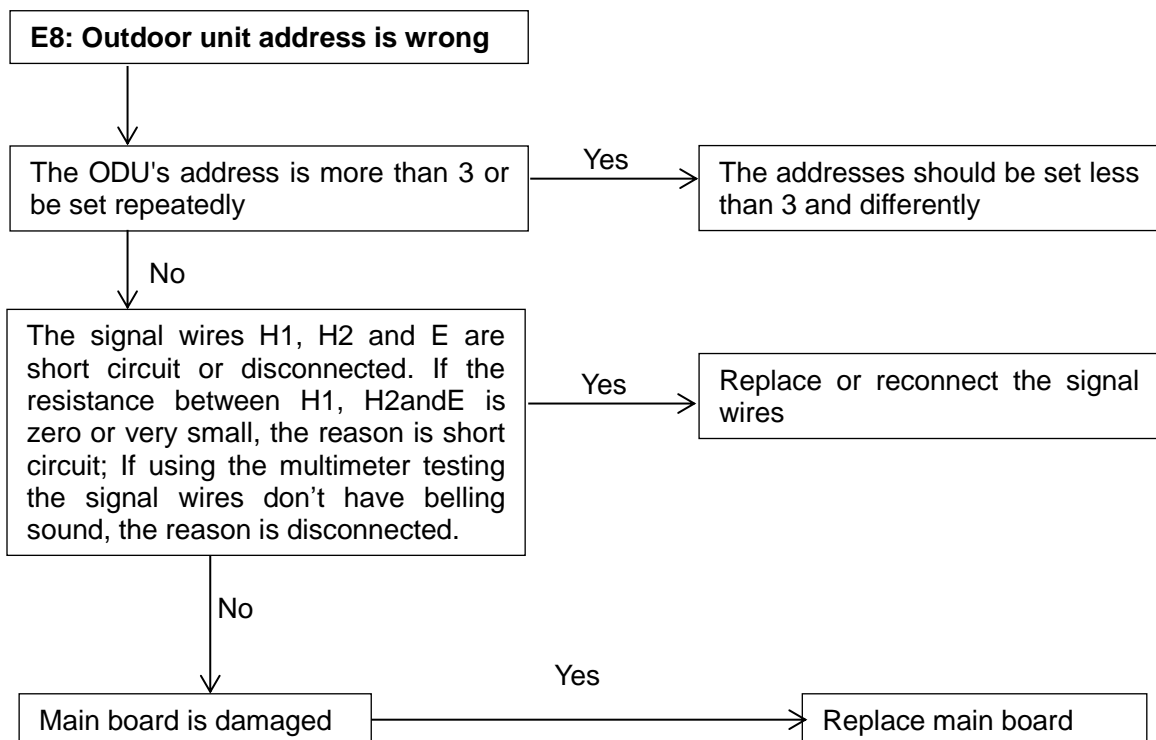 E8: Outdoor unit address is wrong
The ODU's address is more than 3 or
be set repeatedly
Yes
The addresses should be set less
than 3 and differently
No
The signal wires H1, H2 and E are
short circuit or disconnected. If the
resistance between H1, H2andE is
zero or very small, the reason is short
circuit; If using the multimeter testing
the signal wires don’t have belling
sound, the reason is disconnected.
Yes
Replace or reconnect the signal
wires
No
Main board is damaged
Yes
Replace main board